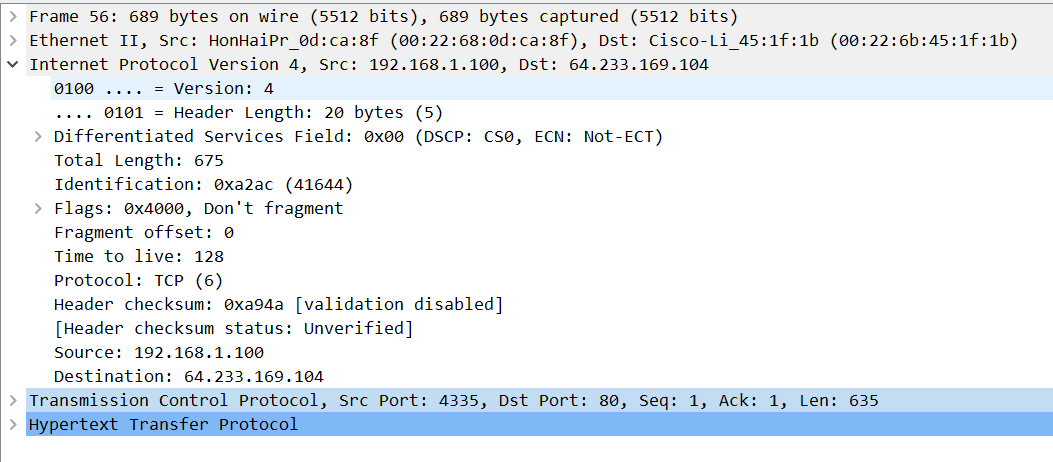 Frame 56: 689 bytes on wire (5512 bits), 689 bytes captured (5512 bits)
Ethernet II, Src: HonHaiPr_0d:ca:8f (00:22:68:0d:ca:8f), Dst: Cisco-Li_45:1f:1b (00:22:6b:45:1f:1b)
Internet Protocol Version 4, Src: 192.168.1.100, Dst: 64.233.169.104
0100 .... = Version: 4
.... 0101 = Header Length: 20 bytes (5)
Differentiated Services Field: 0x00 (DSCP: CS0, ECN: Not-ECT)
Total Length: 675
Identification: 0xa2ac (41644)
Flags: 0x4000, Don't fragment
Fragment offset: 0
Time to live: 128
Protocol: TCP (6)
Header checksum: 0xa94a [validation disabled]
[Header checksum status: Unverified]
Source: 192.168.1.100
Destination: 64.233.169.104
Transmission Control Protocol, Src Port: 4335, Dst Port: 80, Seq: 1, Ack: 1, Len: 635
Hypertext Transfer Protocol